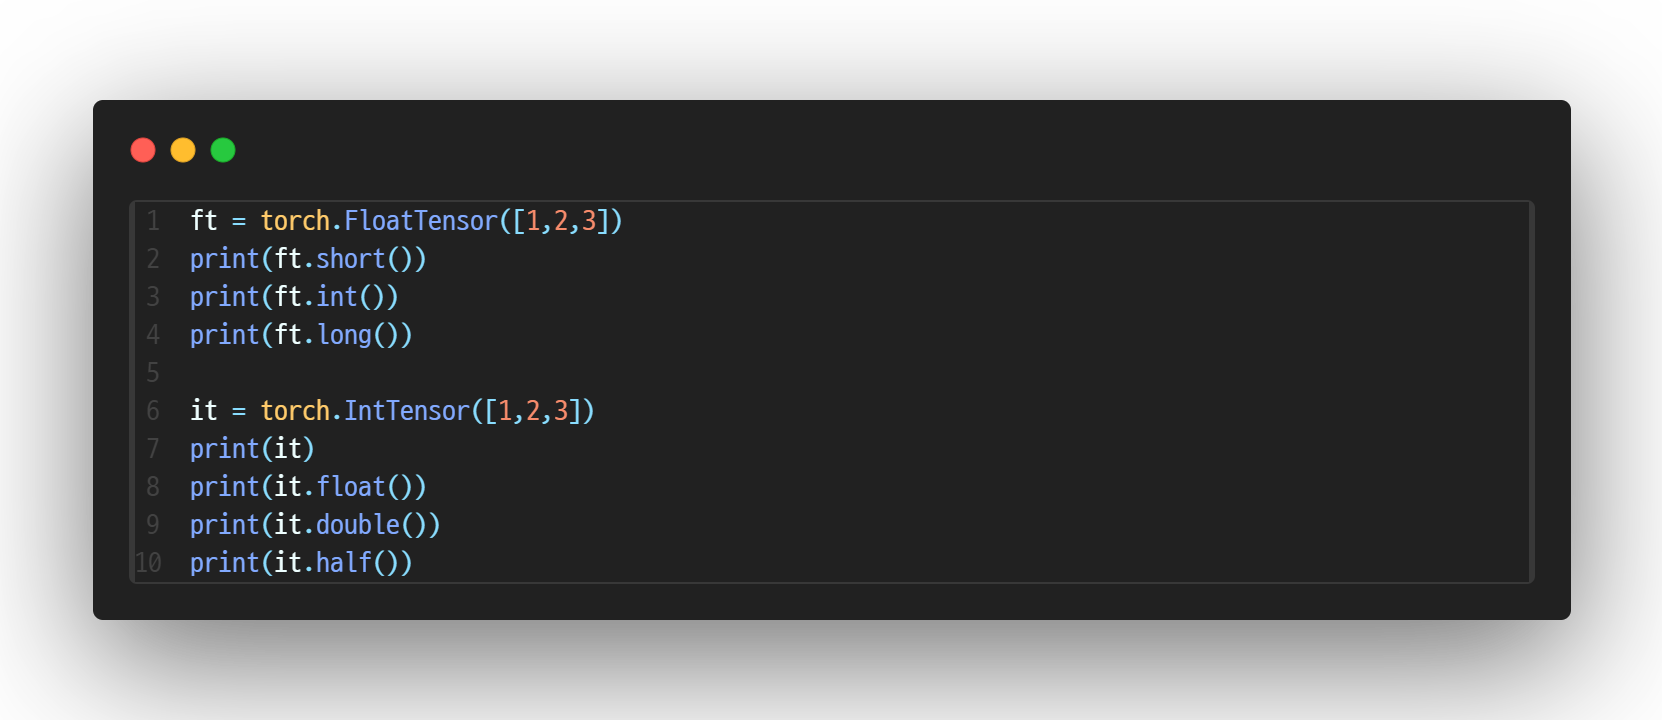 1 ft = torch.FloatTensor([1,2,3])
2 print(ft.short())
3 print(ft.int())
4 print(ft.long())
5
6 it = torch.IntTensor([1,2,3])
7 print(it)
8 print(it.float())
9 print(it.double())
10 print(it.half())